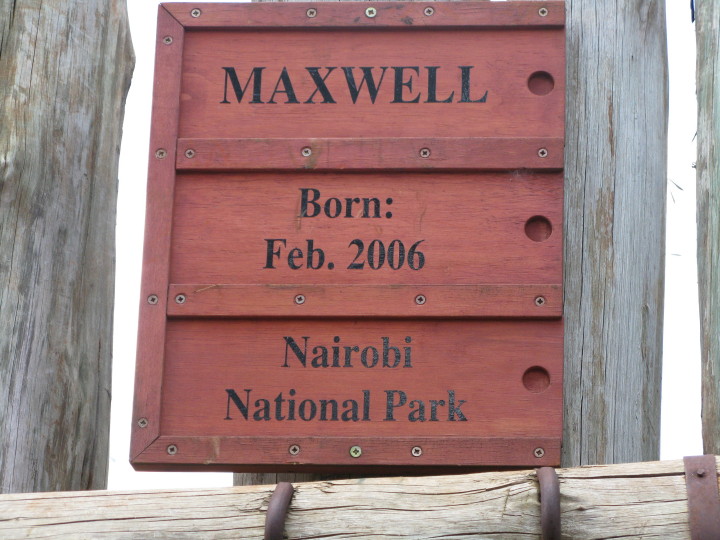 MAXWELL
Born:
Feb. 2006
Nairobi
National Park